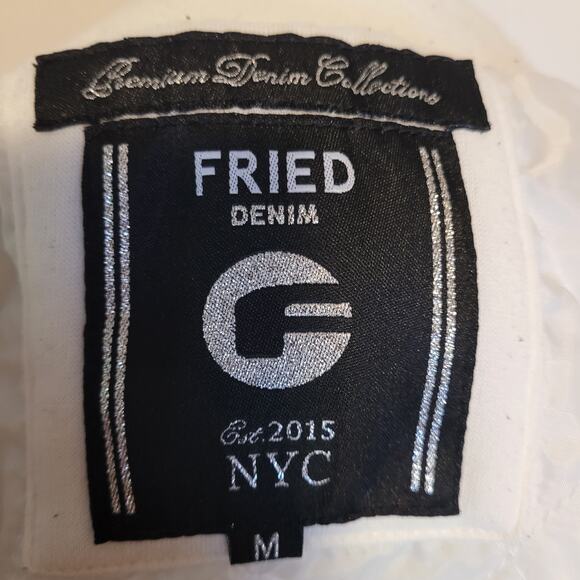 Premium Denim Collections
FRIED
DENIM
Est. 2015
NYC
M